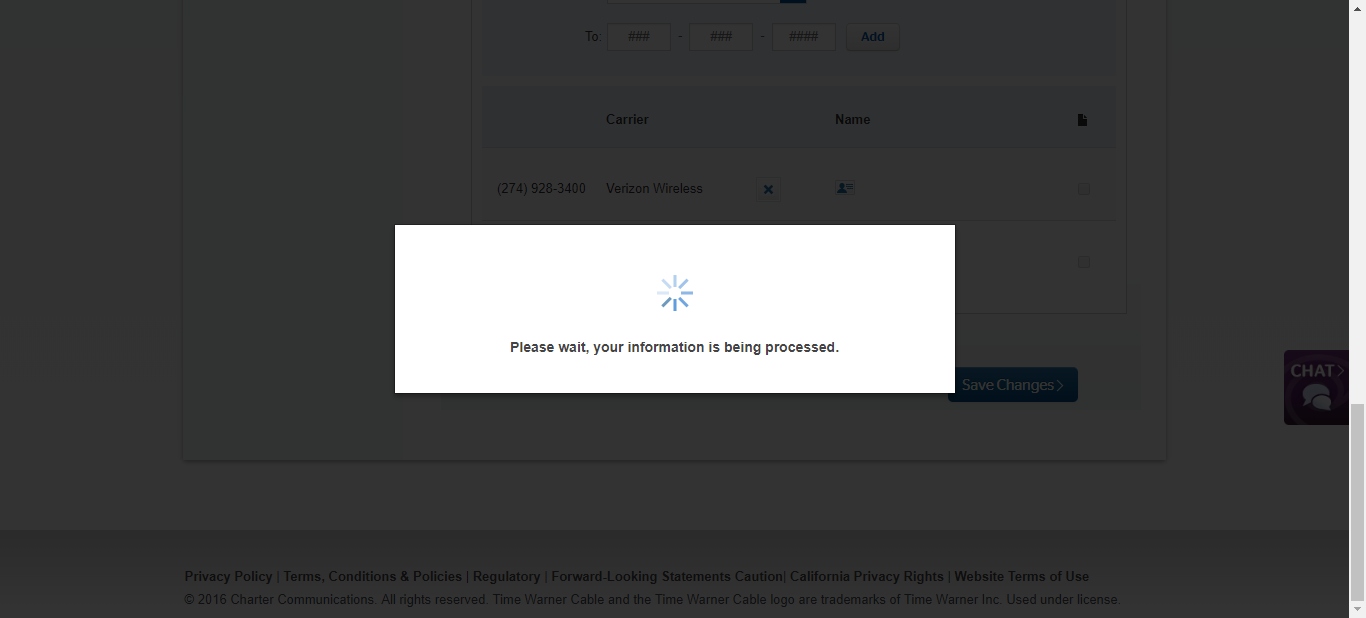 To: ### - ### - #### Add
Carrier Name
(274) 928-3400 Verizon Wireless
Please wait, your information is being processed.
CHAT
Save Changes
Privacy Policy | Terms, Conditions & Policies | Regulatory | Forward-Looking Statements Caution| California Privacy Rights | Website Terms of Use
© 2016 Charter Communications. All rights reserved. Time Warner Cable and the Time Warner Cable logo are trademarks of Time Warner Inc. Used under license.